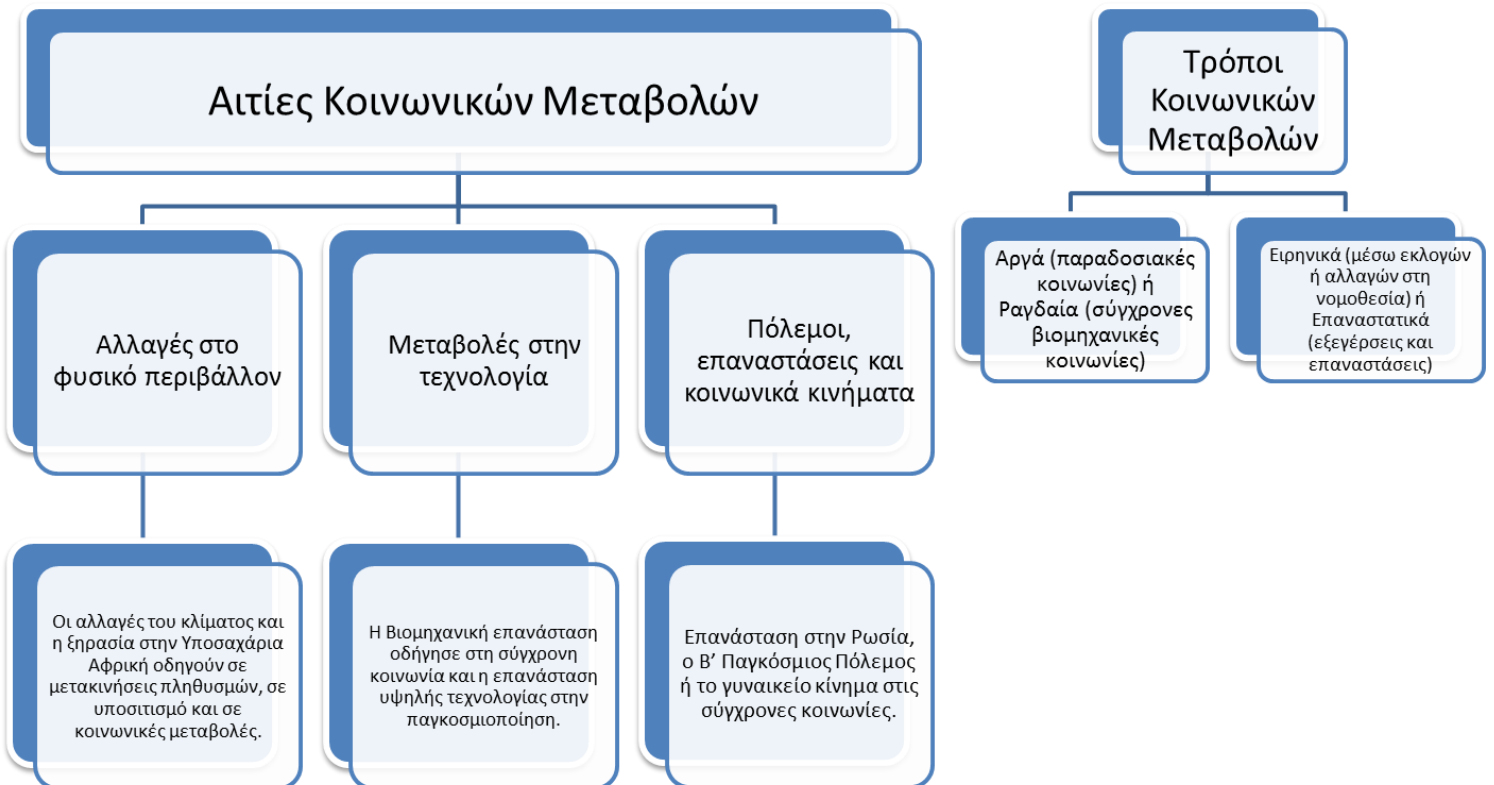 Αιτίες Κοινωνικών Μεταβολών
Αλλαγές στο
φυσικό περιβάλλον
Οι αλλαγές του κλίματος και
η ξηρασία στην Υποσαχάρια
Αφρική οδηγούν σε
μετακινήσεις πληθυσμών, σε
υποσιτισμό και σε
κοινωνικές μεταβολές.
Μεταβολές στην
τεχνολογία
Η Βιομηχανική επανάσταση
οδήγησε στη σύγχρονη
κοινωνία και η επανάσταση
υψηλής τεχνολογίας στην
παγκοσμιοποίηση.
Πόλεμοι,
επαναστάσεις και
κοινωνικά κινήματα
Επανάσταση στην Ρωσία,
ο Β’ Παγκόσμιος Πόλεμος
ή το γυναικείο κίνημα στις
σύγχρονες κοινωνίες.
Τρόποι
Κοινωνικών
Μεταβολών
Αργά (παραδοσιακές
κοινωνίες) ή
Ραγδαία (σύγχρονες
βιομηχανικές
κοινωνίες)
Ειρηνικά (μέσω εκλογών
ή αλλαγών στη
νομοθεσία) ή
Επαναστατικά
(εξεγέρσεις και
επαναστάσεις)